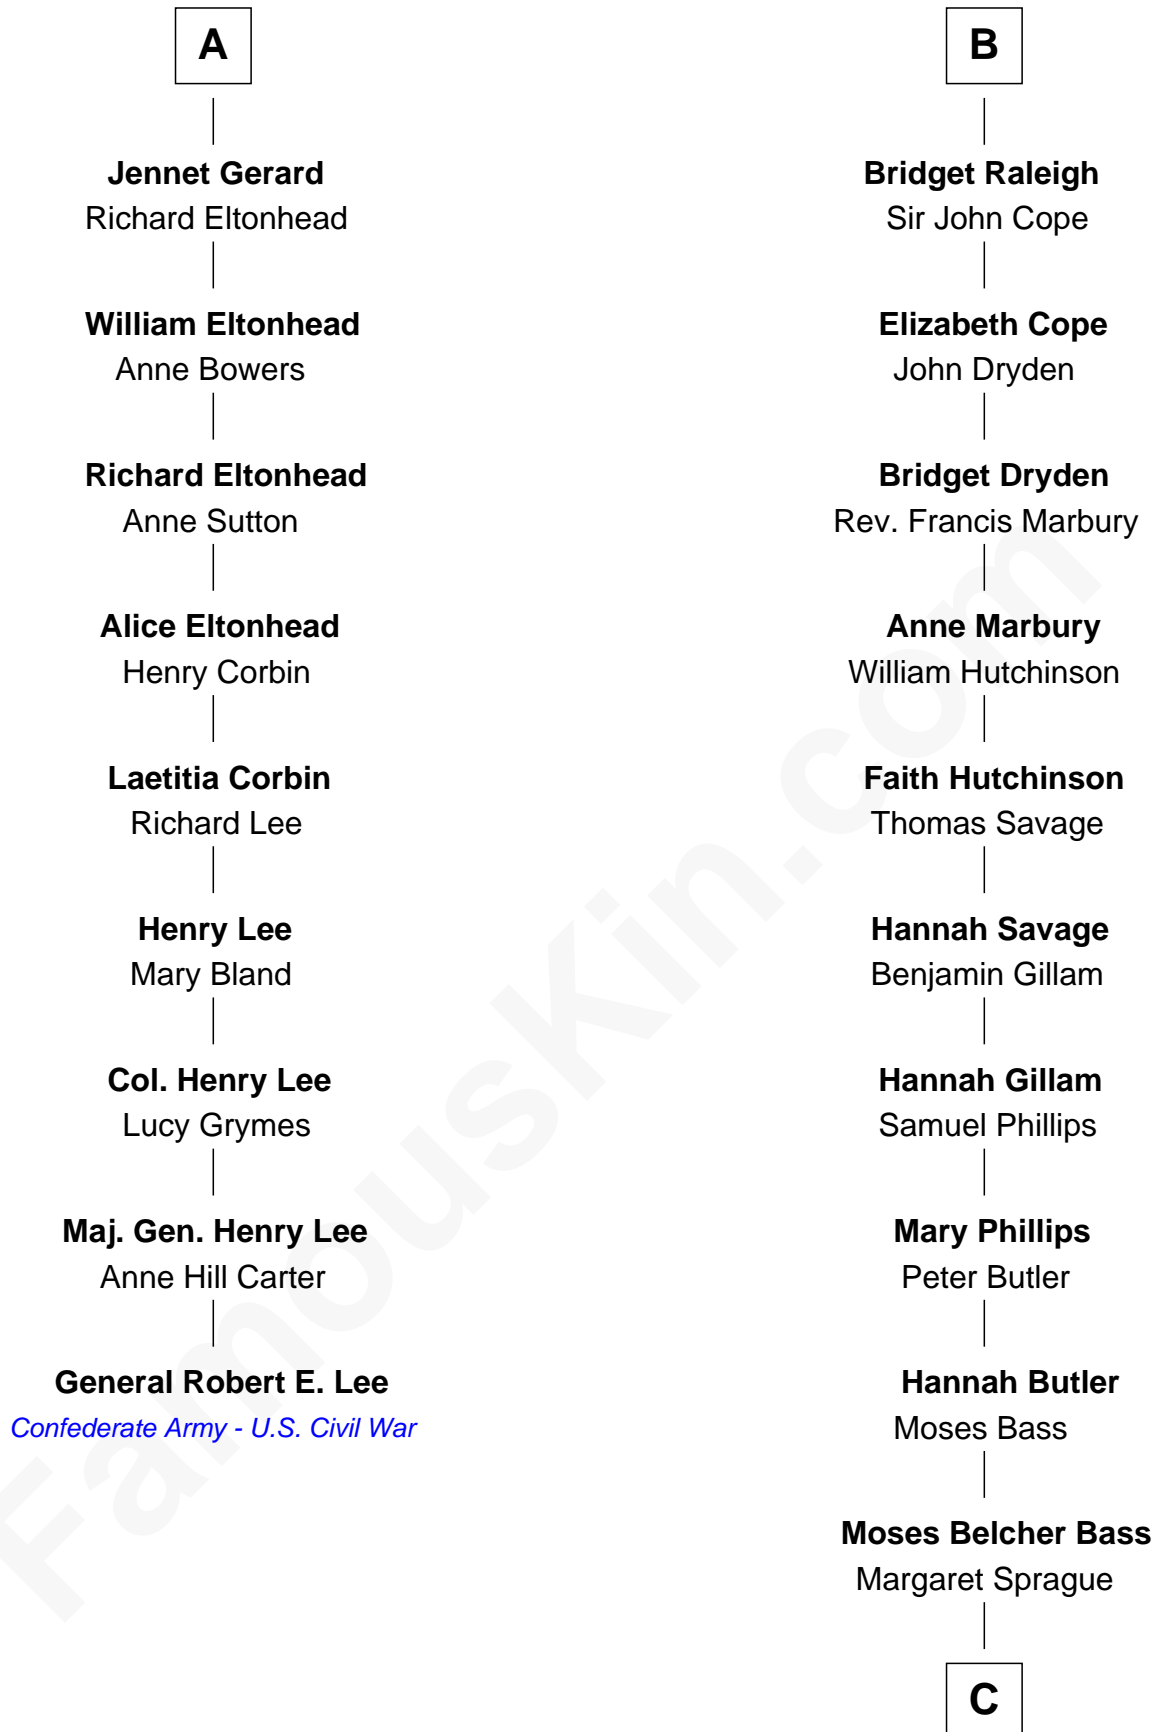 A
Jennet Gerard
Richard Eltonhead
William Eltonhead
Anne Bowers
Richard Eltonhead
Anne Sutton
Alice Eltonhead
Henry Corbin
Laetitia Corbin
Richard Lee
Henry Lee
Mary Bland
Col. Henry Lee
Lucy Grymes
Maj. Gen. Henry Lee
Anne Hill Carter
General Robert E. Lee
Confederate Army - U.S. Civil War
B
Bridget Raleigh
Sir John Cope
Elizabeth Cope
John Dryden
Bridget Dryden
Rev. Francis Marbury
Anne Marbury
William Hutchinson
Faith Hutchinson
Thomas Savage
Hannah Savage
Benjamin Gillam
Hannah Gillam
Samuel Phillips
Mary Phillips
Peter Butler
Hannah Butler
Moses Bass
Moses Belcher Bass
Margaret Sprague
C
FamousKin.com